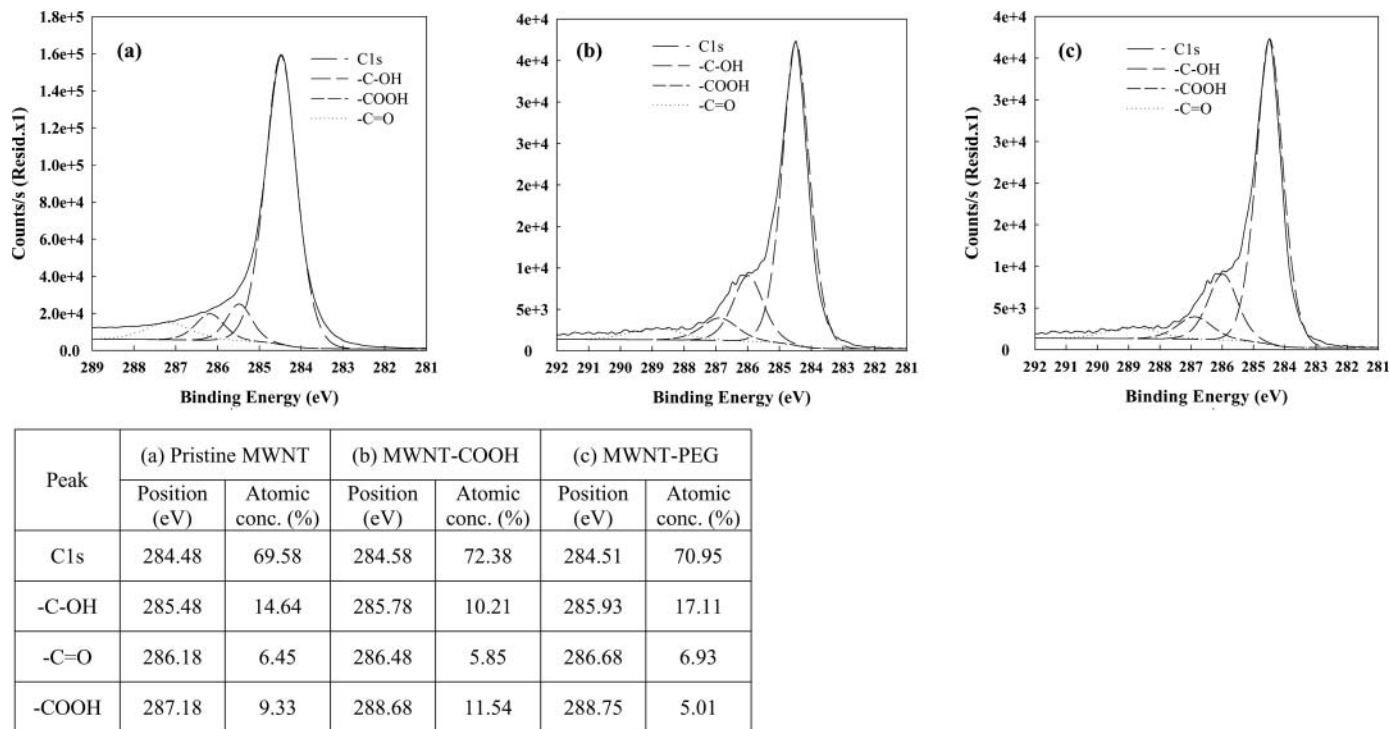 (a)
C1s
-C-OH
-COOH
-C=O
Counts/s (Resid.x1)
1.8e+5
1.6e+5
1.4e+5
1.2e+5
1.0e+5
8.0e+4
6.0e+4
4.0e+4
2.0e+4
0.0
289 288 287 286 285 284 283 282 281
Binding Energy (eV)
(b)
C1s
-C-OH
-COOH
-C=O
4e+4
4e+4
3e+4
3e+4
2e+4
2e+4
1e+4
5e+3
0
292 291 290 289 288 287 286 285 284 283 282 281
Binding Energy (eV)
(c)
C1s
-C-OH
-COOH
-C=O
Counts/s (Resid.x1)
4e+4
4e+4
3e+4
3e+4
2e+4
2e+4
1e+4
5e+3
0
292 291 290 289 288 287 286 285 284 283 282 281
Binding Energy (eV)
Peak (a) Pristine MWNT (b) MWNT-COOH (c) MWNT-PEG
Position (eV) Atomic conc. (%) Position (eV) Atomic conc. (%) Position (eV) Atomic conc. (%)
C1s 284.48 69.58 284.58 72.38 284.51 70.95
-C-OH 285.48 14.64 285.78 10.21 285.93 17.11
-C=O 286.18 6.45 286.48 5.85 286.68 6.93
-COOH 287.18 9.33 288.68 11.54 288.75 5.01